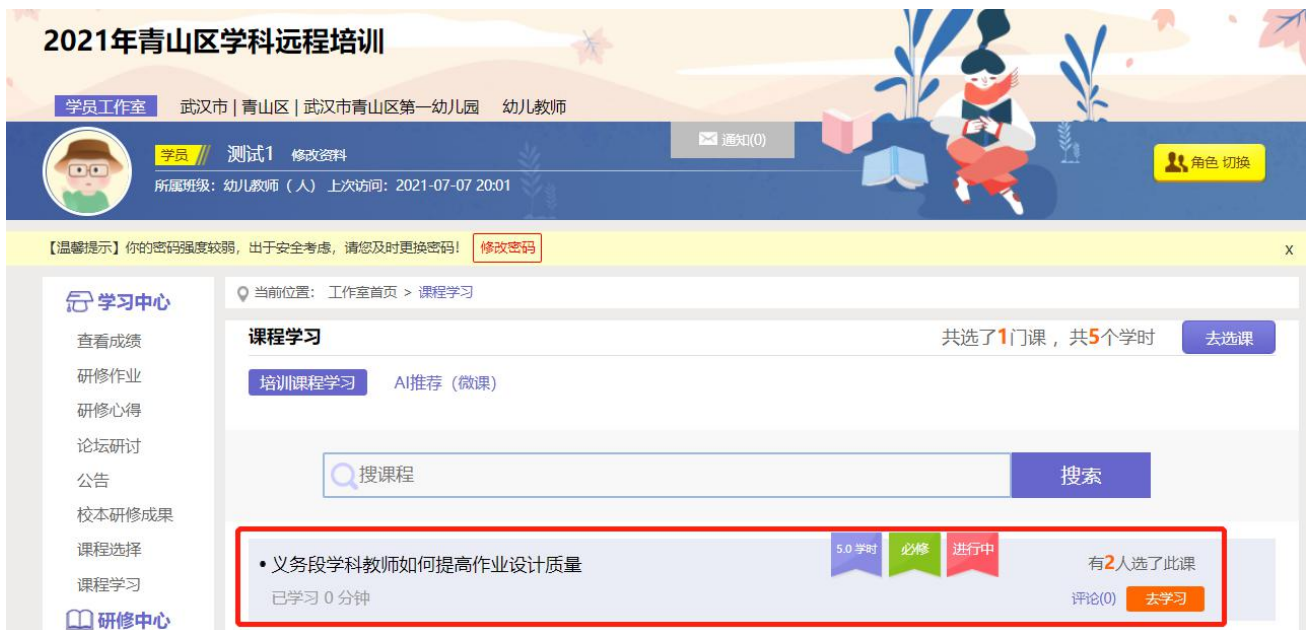 2021年青山区学科远程培训
学员工作室 武汉市 | 青山区 | 武汉市青山区第一幼儿园 幼儿教师
通知(0)
学员 测试1 修改资料
角色 切换
所属班级：幼儿教师（人） 上次访问：2021-07-07 20:01
【温馨提示】你的密码强度较弱，出于安全考虑，请您及时更换密码！ 修改密码 x
学习中心
查看成绩
研修作业
研修心得
论坛研讨
公告
校本研修成果
课程选择
课程学习
研修中心
当前位置： 工作室首页 > 课程学习
课程学习 共选了1门课 ，共5个学时 去选课
培训课程学习 AI推荐（微课）
搜课程 搜索
• 义务段学科教师如何提高作业设计质量 5.0 学时 必修 进行中 有2人选了此课
已学习 0 分钟 评论(0) 去学习